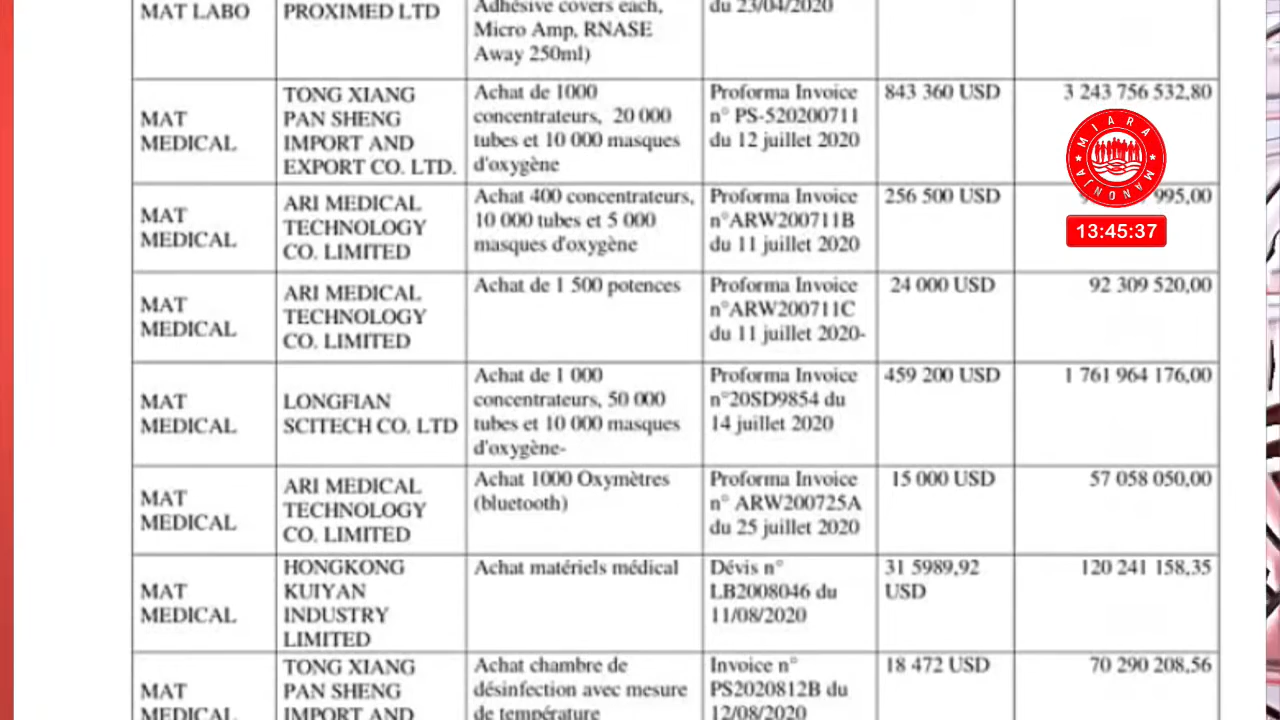 MAT LABO
PROXIMED LTD
Adhésive covers each,
Micro Amp, RNASE
Away 250ml)
du 23/04/2020
MAT
MEDICAL
TONG XIANG
PAN SHENG
IMPORT AND
EXPORT CO. LTD.
Achat de 1000
concentrateurs, 20 000
tubes et 10 000 masques
d'oxygène
Proforma Invoice
n° PS-520200711
du 12 juillet 2020
843 360 USD
3 243 756 532,80
MAT
MEDICAL
ARI MEDICAL
TECHNOLOGY
CO. LIMITED
Achat 400 concentrateurs,
10 000 tubes et 5 000
masques d'oxygène
Proforma Invoice
n°ARW200711B
du 11 juillet 2020
256 500 USD
995,00
MIARA MANONJA
13:45:37
MAT
MEDICAL
ARI MEDICAL
TECHNOLOGY
CO. LIMITED
Achat de 1 500 potences
Proforma Invoice
n°ARW200711C
du 11 juillet 2020-
24 000 USD
92 309 520,00
MAT
MEDICAL
LONGFIAN
SCITECH CO. LTD
Achat de 1 000
concentrateurs, 50 000
tubes et 10 000 masques
d'oxygène-
Proforma Invoice
n°20SD9854 du
14 juillet 2020
459 200 USD
1 761 964 176,00
MAT
MEDICAL
ARI MEDICAL
TECHNOLOGY
CO. LIMITED
Achat 1000 Oxymètres
(bluetooth)
Proforma Invoice
n° ARW200725A
du 25 juillet 2020
15 000 USD
57 058 050,00
MAT
MEDICAL
HONGKONG
KUIYAN
INDUSTRY
LIMITED
Achat matériels médical
Dévis n°
LB2008046 du
11/08/2020
31 5989,92
USD
120 241 158,35
MAT
MEDICAL
TONG XIANG
PAN SHENG
IMPORT AND
Achat chambre de
désinfection avec mesure
de température
Invoice n°
PS2020812B du
12/08/2020
18 472 USD
70 290 208,56